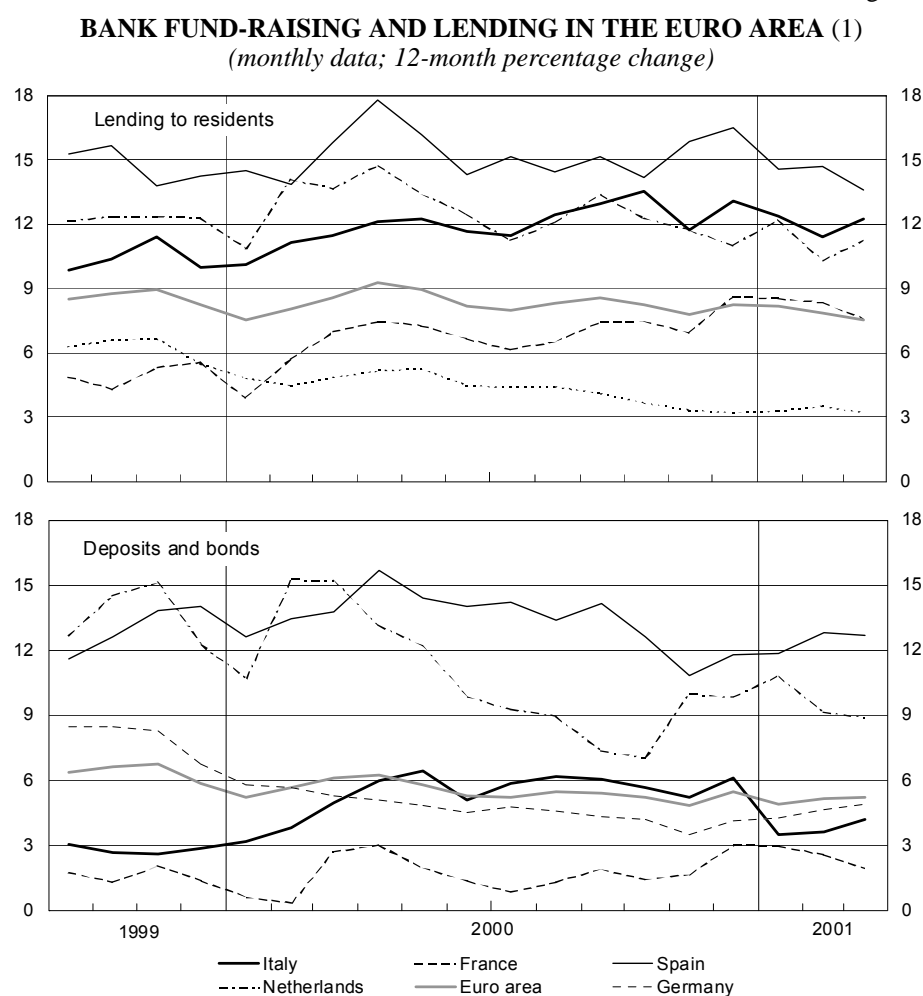 BANK FUND-RAISING AND LENDING IN THE EURO AREA (1)
(monthly data; 12-month percentage change)
18 18
Lending to residents
15 15
12 12
9 9
6 6
3 3
0 0
18 18
Deposits and bonds
15 15
12 12
9 9
6 6
3 3
0 0
1999 2000 2001
Italy France Spain
Netherlands Euro area Germany